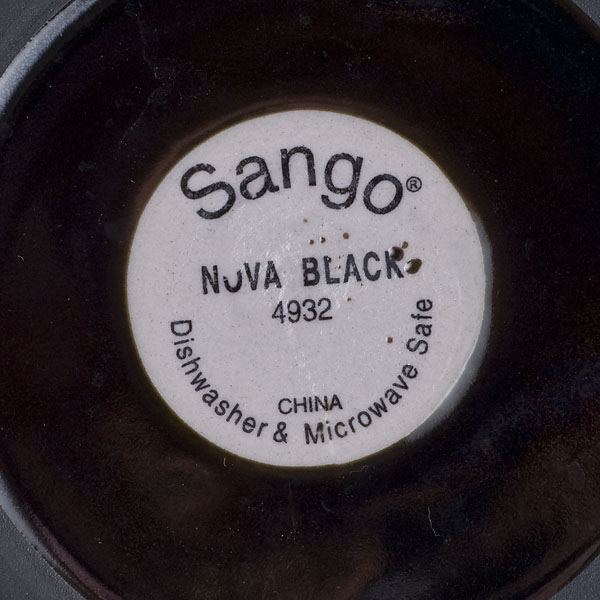 Sango®
NOVA BLACK
4932
CHINA
Dishwasher & Microwave Safe